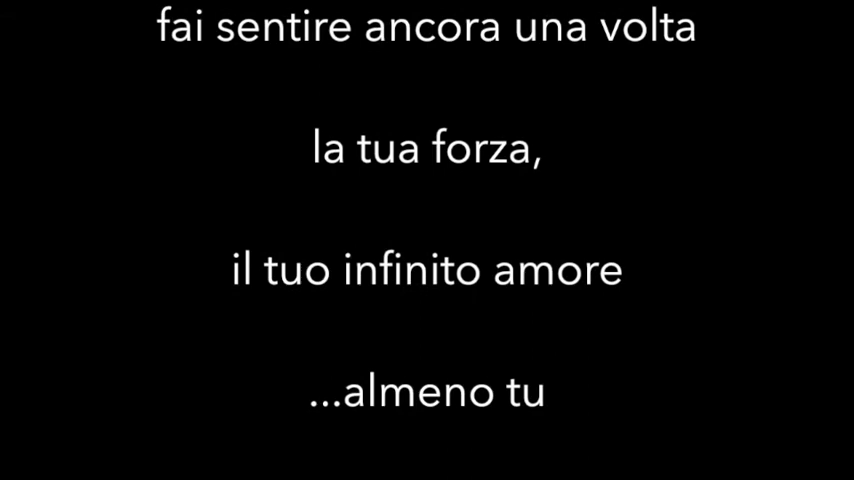 fai sentire ancora una volta
la tua forza,
il tuo infinito amore
...almeno tu